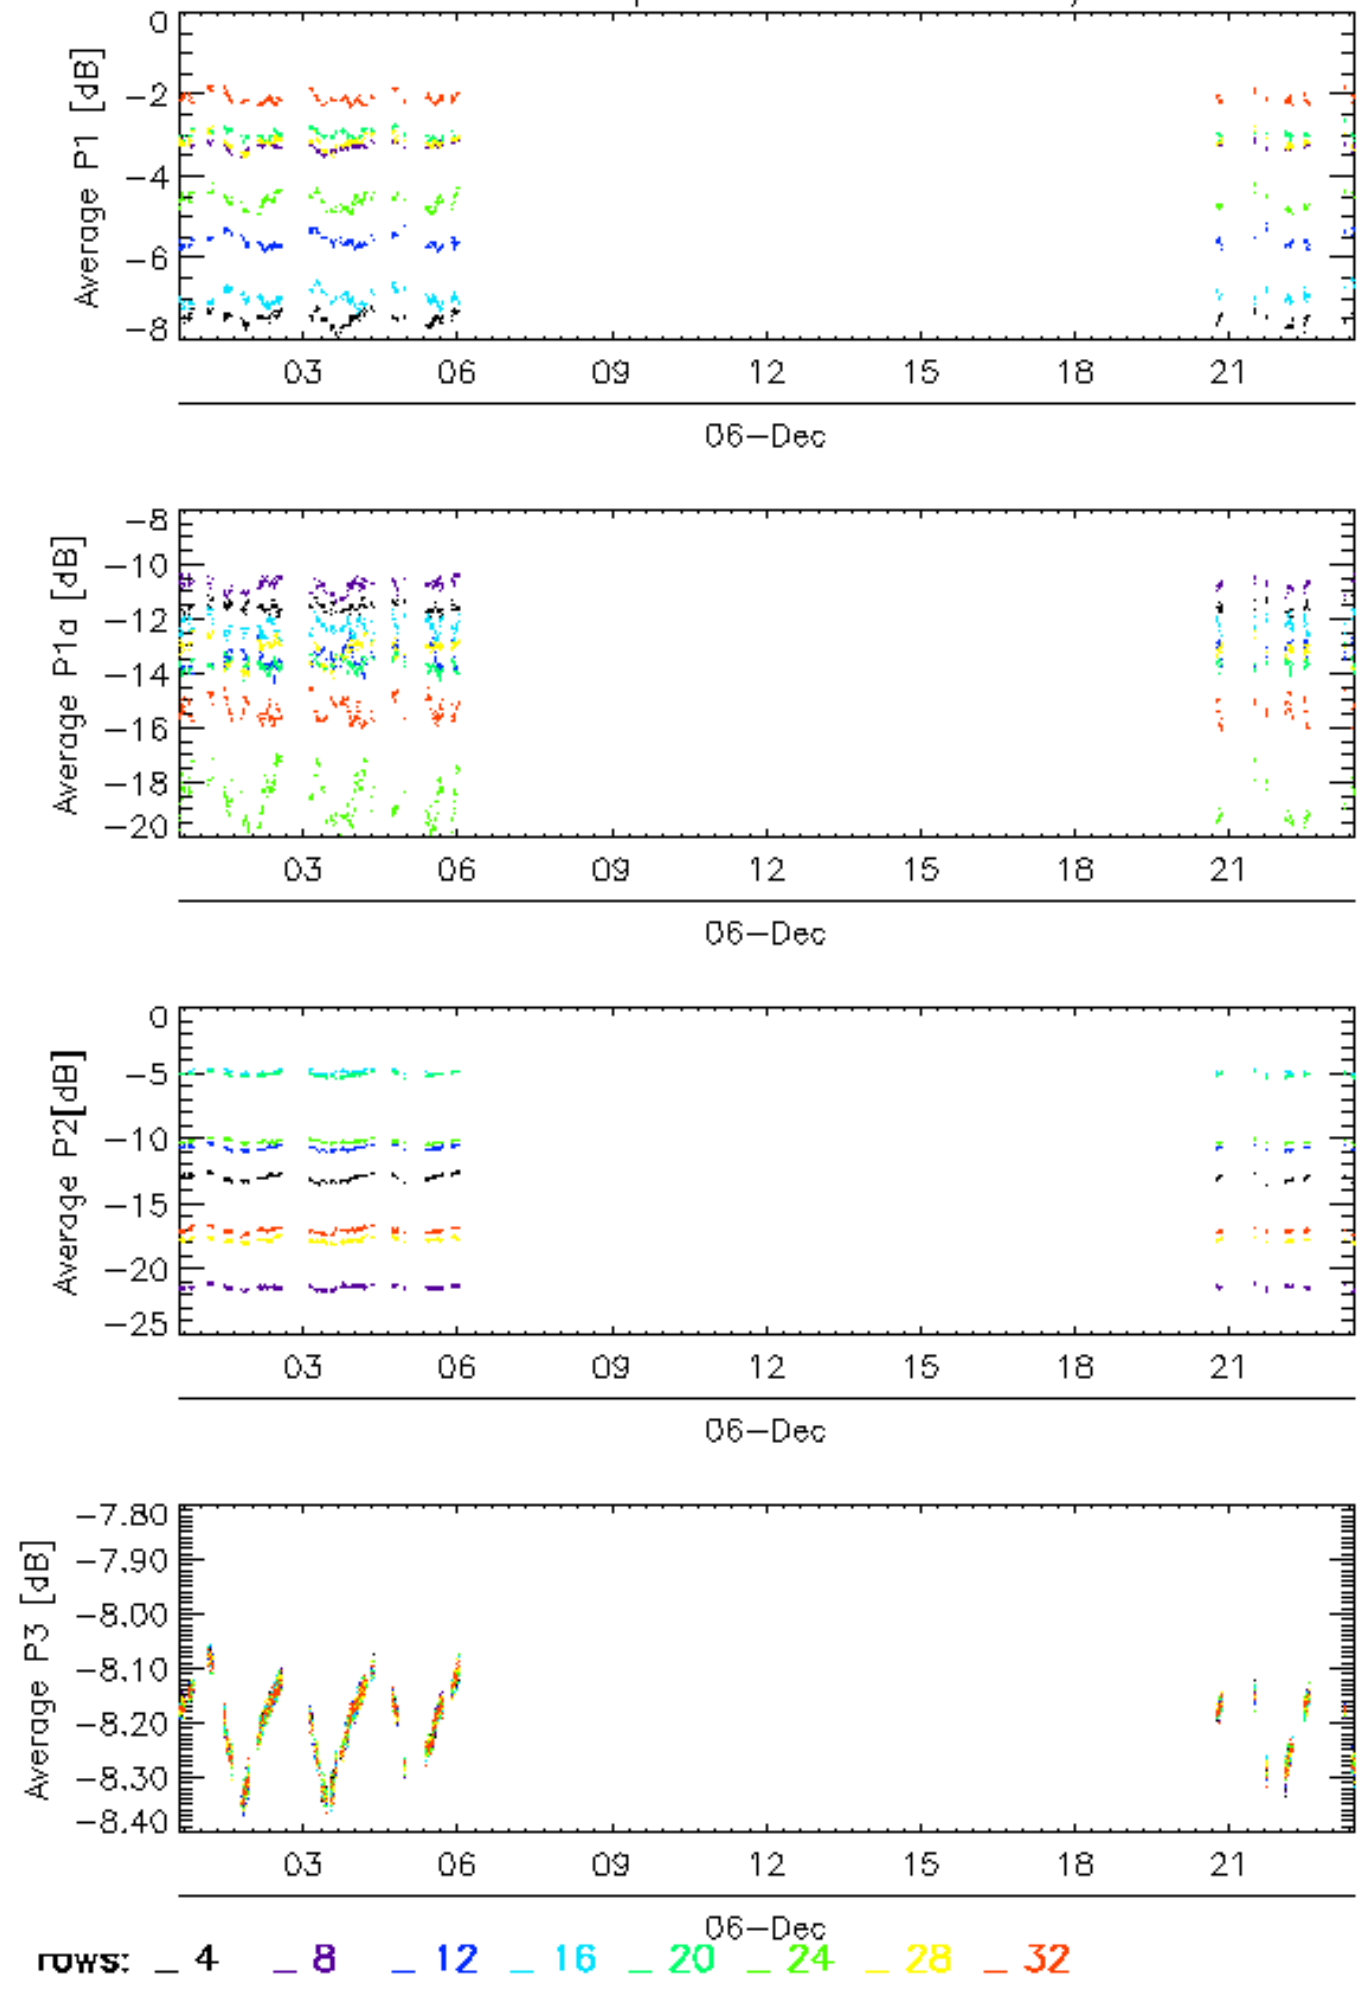 Average P1 [dB]
0
−2
−4
−6
−8
03 06 09 12 15 18 21
06−Dec
Average P1a [dB]
−8
−10
−12
−14
−16
−18
−20
03 06 09 12 15 18 21
06−Dec
Average P2[dB]
0
−5
−10
−15
−20
−25
03 06 09 12 15 18 21
06−Dec
Average P3 [dB]
−7.80
−7.90
−8.00
−8.10
−8.20
−8.30
−8.40
03 06 09 12 15 18 21
06−Dec
rows: _ 4 _ 8 _ 12 _ 16 _ 20 _ 24 _ 28 _ 32